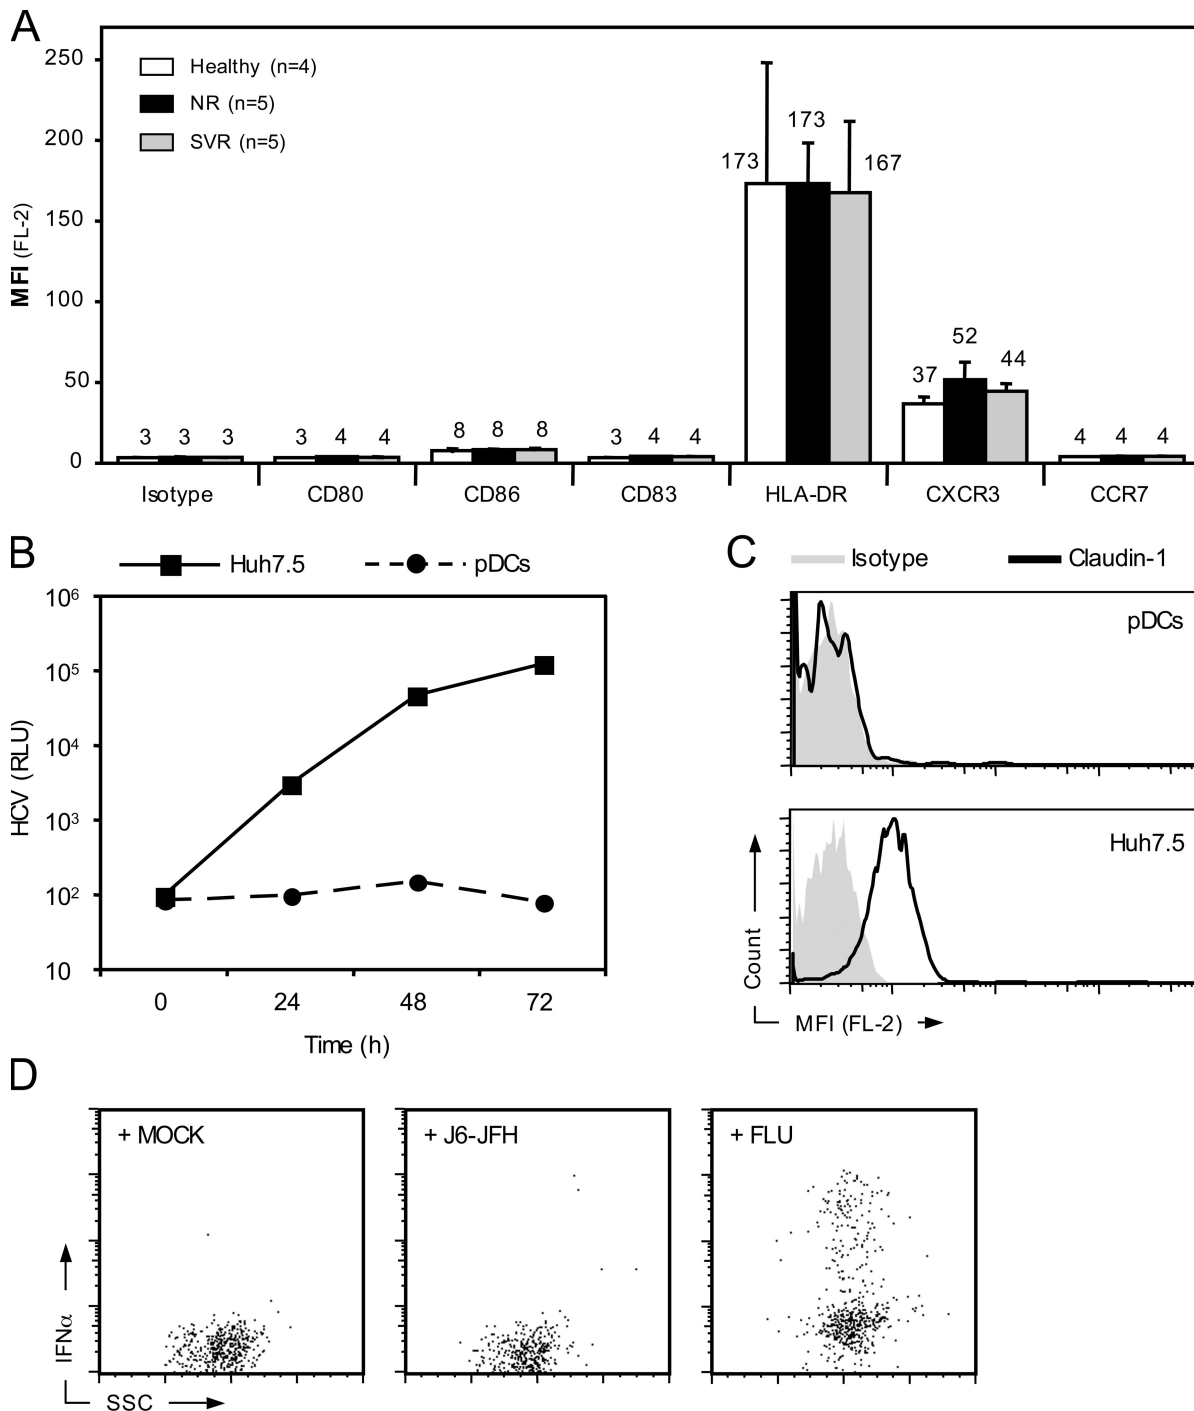 A
MFI (FL-2)
250
200
150
100
50
0
Healthy (n=4)
NR (n=5)
SVR (n=5)
3 3 3 3 4 4 8 8 8 3 4 4 173 173 167 37 52 44 4 4 4
Isotype CD80 CD86 CD83 HLA-DR CXCR3 CCR7
B
Huh7.5 pDCs
HCV (RLU)
10⁶
10⁵
10⁴
10³
10²
10
0 24 48 72
Time (h)
C
Isotype Claudin-1
pDCs
Huh7.5
Count
MFI (FL-2)
D
+ MOCK + J6-JFH + FLU
IFNα
SSC